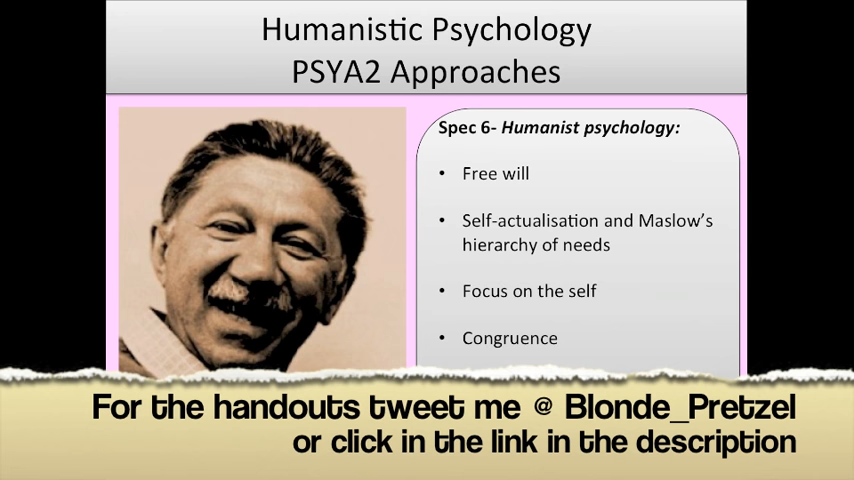 Humanistic Psychology
PSYA2 Approaches
Spec 6- Humanist psychology:
• Free will
• Self-actualisation and Maslow's
hierarchy of needs
• Focus on the self
• Congruence
For the handouts tweet me @ Blonde_Pretzel
or click in the link in the description